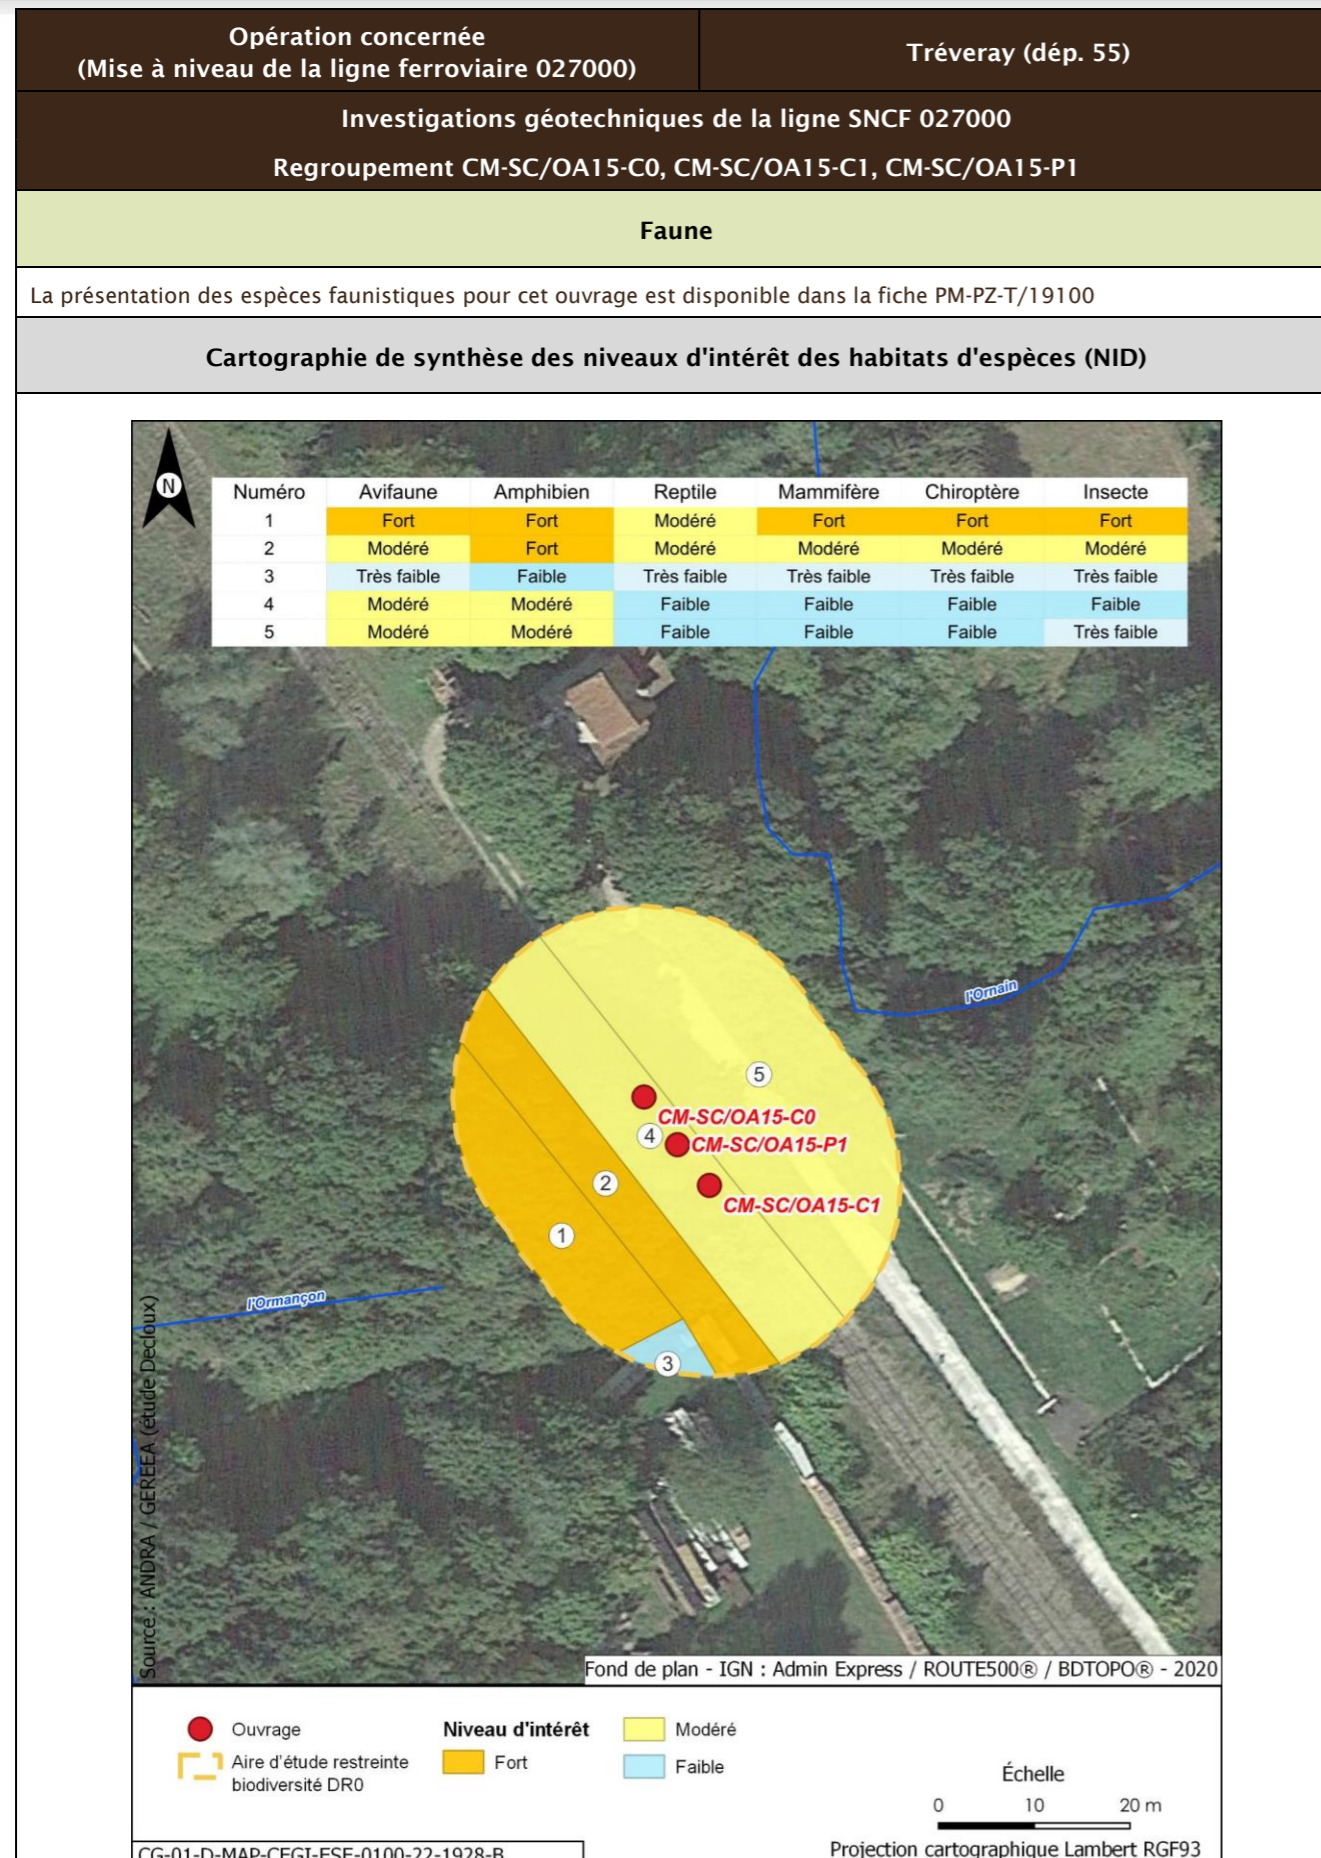 Opération concernée
(Mise à niveau de la ligne ferroviaire 027000)
Tréveray (dép. 55)
Investigations géotechniques de la ligne SNCF 027000
Regroupement CM-SC/OA15-C0, CM-SC/OA15-C1, CM-SC/OA15-P1
Faune
La présentation des espèces faunistiques pour cet ouvrage est disponible dans la fiche PM-PZ-T/19100
Cartographie de synthèse des niveaux d'intérêt des habitats d'espèces (NID)
N
Numéro Avifaune Amphibien Reptile Mammifère Chiroptère Insecte
1 Fort Fort Modéré Fort Fort Fort
2 Modéré Fort Modéré Modéré Modéré Modéré
3 Très faible Faible Très faible Très faible Très faible Très faible
4 Modéré Modéré Faible Faible Faible Faible
5 Modéré Modéré Faible Faible Faible Très faible
l'Ornain
5
CM-SC/OA15-C0
4
CM-SC/OA15-P1
2
CM-SC/OA15-C1
1
l'Ormançon
3
Source : ANDRA / GEREEA (étude Decloux)
Fond de plan - IGN : Admin Express / ROUTE500® / BDTOPO® - 2020
Ouvrage
Aire d'étude restreinte
biodiversité DR0
Niveau d'intérêt
Fort
Modéré
Faible
Échelle
0 10 20 m
Projection cartographique Lambert RGF93
CG-01-D-MAP-CEGI-ESE-0100-22-1928-B